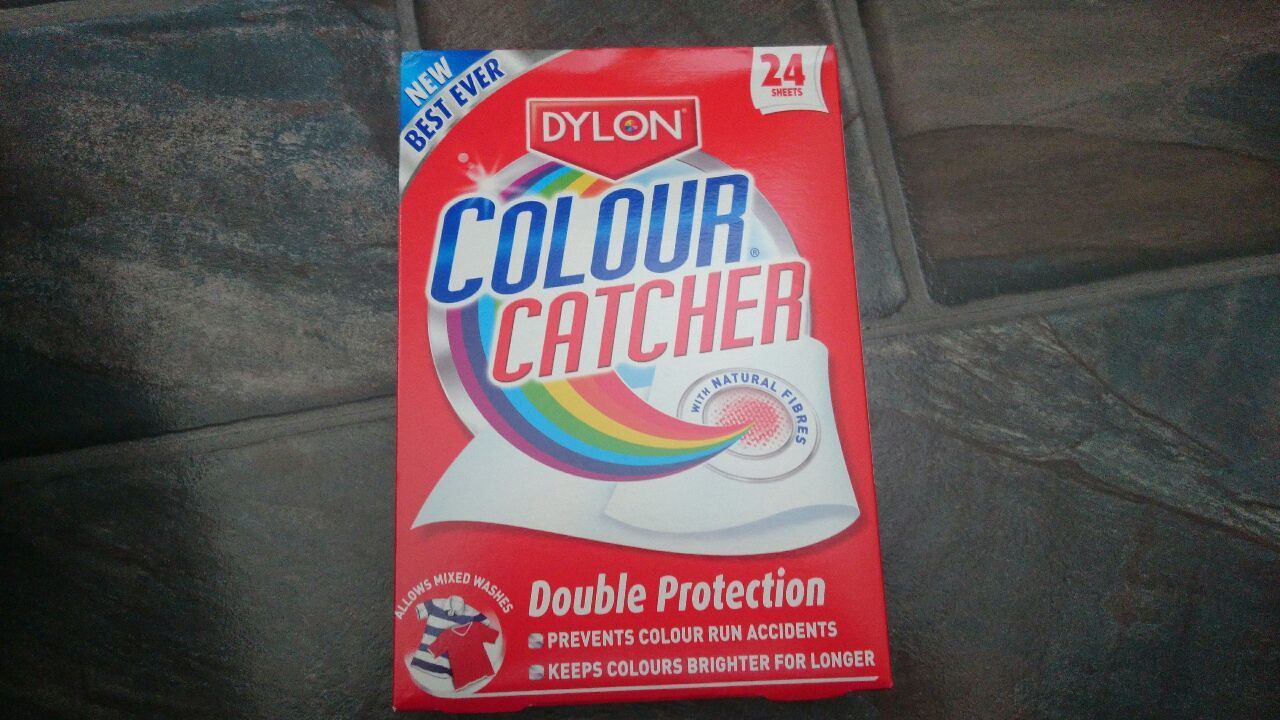 NEW
BEST EVER
24
SHEETS
DYLON™
COLOUR®
CATCHER
WITH NATURAL FIBRES
ALLOWS MIXED WASHES
Double Protection
PREVENTS COLOUR RUN ACCIDENTS
KEEPS COLOURS BRIGHTER FOR LONGER